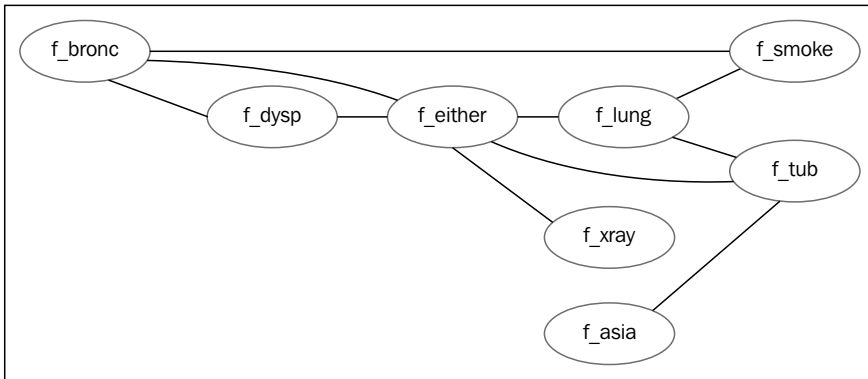 f_bronc
f_smoke
f_dysp
f_either
f_lung
f_tub
f_xray
f_asia